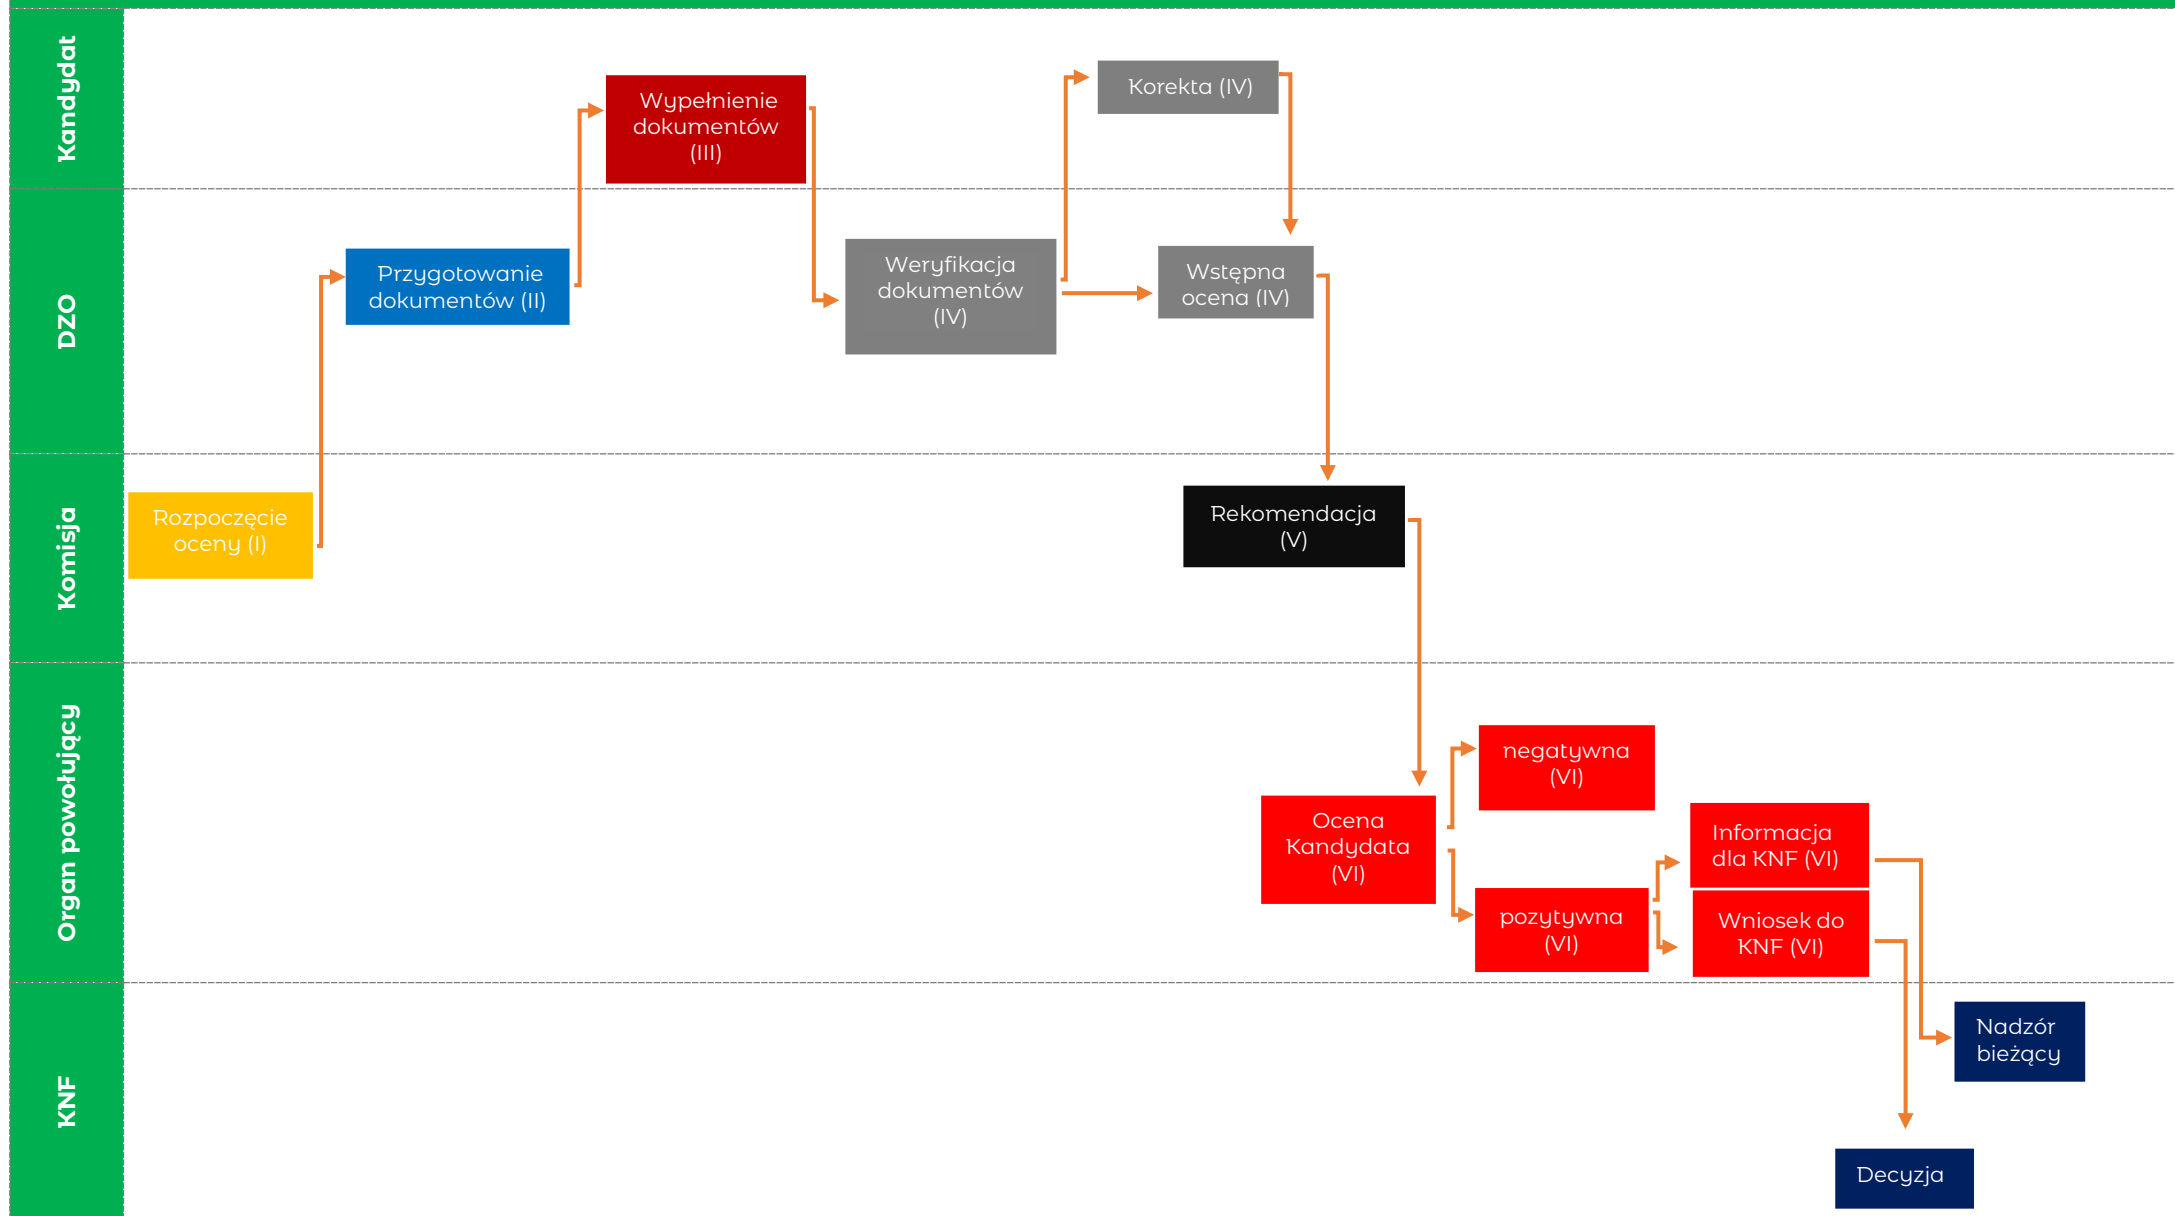 Kandydat
Wypełnienie
dokumentów
(III)
Korekta (IV)
DZO
Przygotowanie
dokumentów (II)
Weryfikacja
dokumentów
(IV)
Wstępna
ocena (IV)
Komisja
Rozpoczęcie
oceny (I)
Rekomendacja
(V)
Organ powołujący
Ocena
Kandydata
(VI)
negatywna
(VI)
pozytywna
(VI)
Informacja
dla KNF (VI)
Wniosek do
KNF (VI)
KNF
Nadzór
bieżący
Decyzja